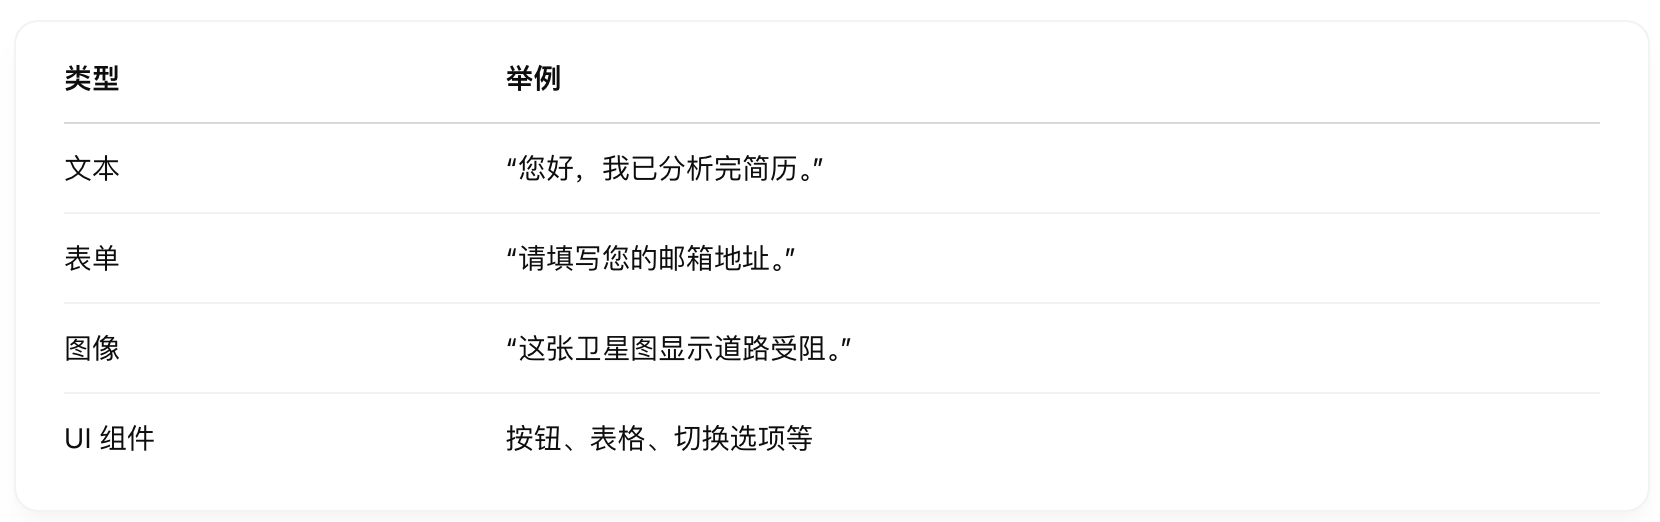 类型 举例
文本 “您好，我已分析完简历。”
表单 “请填写您的邮箱地址。”
图像 “这张卫星图显示道路受阻。”
UI 组件 按钮、表格、切换选项等